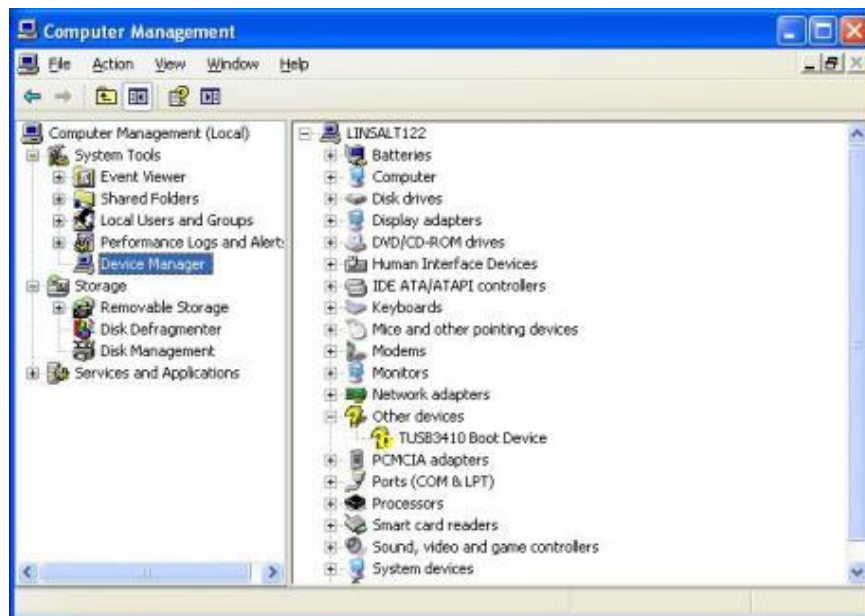 Computer Management
File Action View Window Help
Computer Management (Local)
System Tools
Event Viewer
Shared Folders
Local Users and Groups
Performance Logs and Alert:
Device Manager
Storage
Removable Storage
Disk Defragmenter
Disk Management
Services and Applications
LINSALT122
Batteries
Computer
Disk drives
Display adapters
DVD/CD-ROM drives
Human Interface Devices
IDE ATA/ATAPI controllers
Keyboards
Mice and other pointing devices
Modems
Monitors
Network adapters
Other devices
TUSB3410 Boot Device
PCMCIA adapters
Ports (COM & LPT)
Processors
Smart card readers
Sound, video and game controllers
System devices